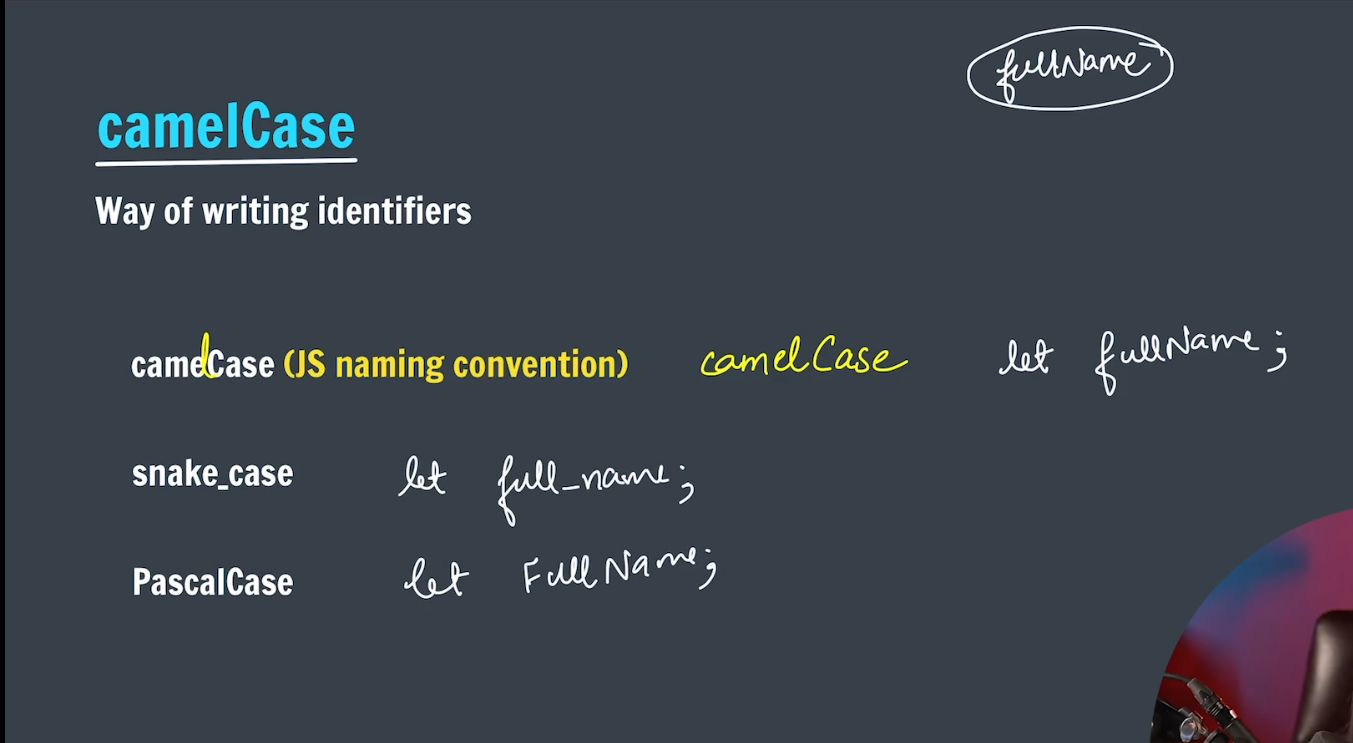 fullName
camelCase
Way of writing identifiers
camelCase (JS naming convention) camelCase let fullName;
snake_case let full_name;
PascalCase let FullName;